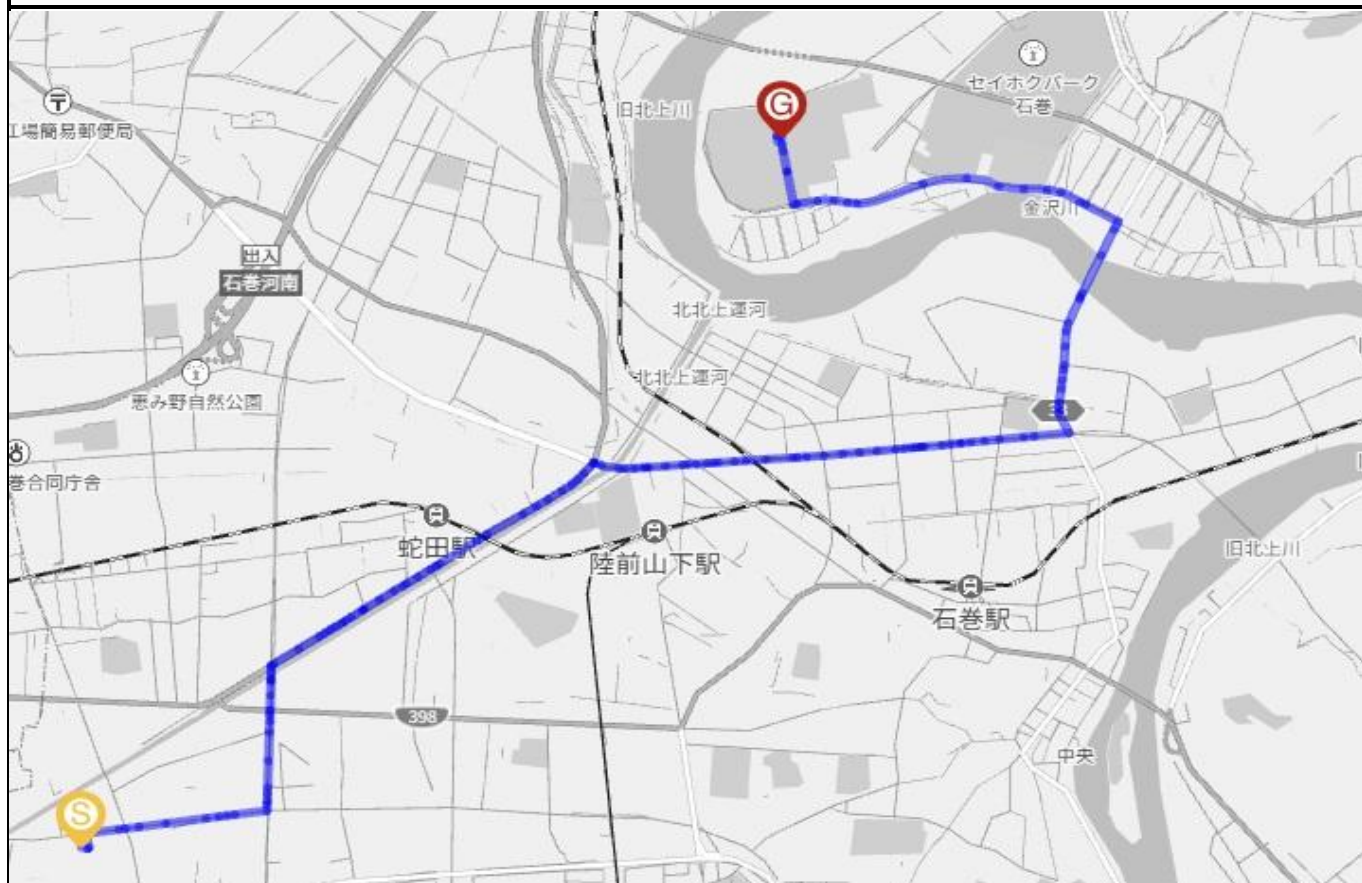 G
セイホクパーク
石巻
旧北上川
〒
工場簡易郵便局
金沢川
出入
石巻河南
北北上運河
北北上運河
恵み野自然公園
巻合同庁舎
蛇田駅
陸前山下駅
石巻駅
旧北上川
398
中央
S